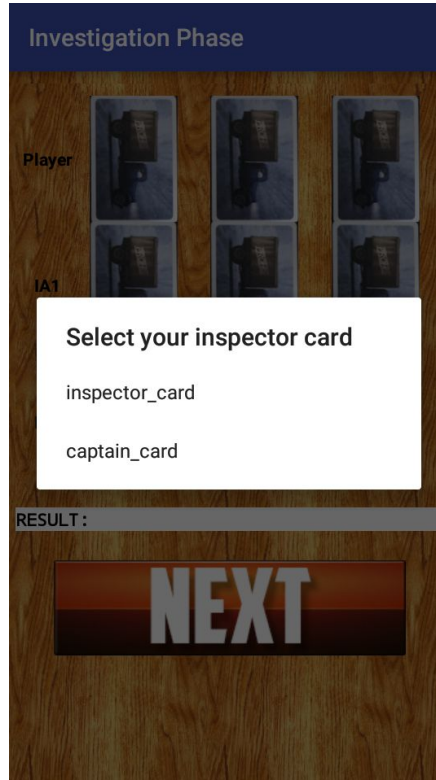 Investigation Phase
Player
IA1
Select your inspector card
inspector_card
captain_card
RESULT:
NEXT